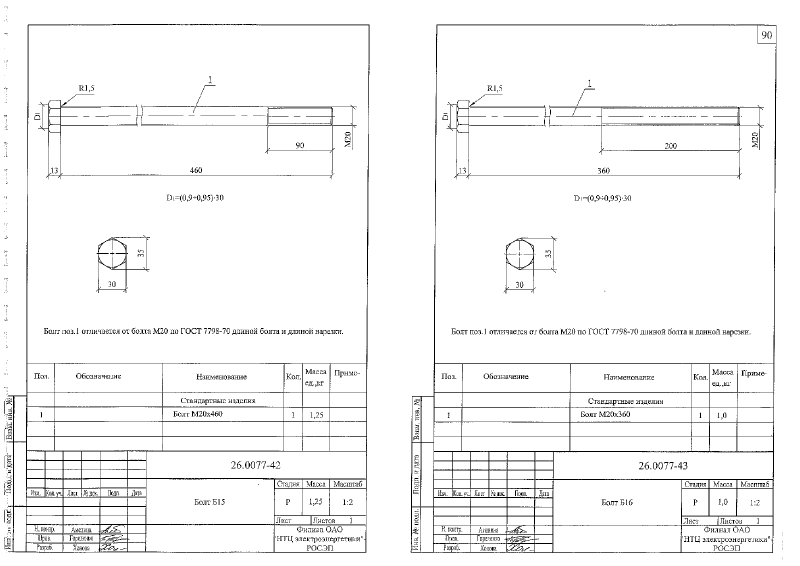 R1,5
1
D1
M20
90
13
460
D1=(0,9÷0,95)·30
35
30
Болт поз.1 отличается от болта М20 по ГОСТ 7798-70 длиной болта и длиной нарезки.
Поз. Обозначение Наименование Кол. Масса ед.,кг Приме-
Стандартные изделия
1 Болт М20х460 1 1,25
26.0077-42
Стадия Масса Масштаб
Изм. Кол. уч. Лист № док. Подп. Дата
Болт Б15
Р 1,25 1:2
Лист Листов 1
Н. контр.
Пров.
Разраб.
Филиал ОАО
"НТЦ электроэнергетики"
РОСЭП
Взам. инв. №
Подп. и дата
Инв. № подл.
90
R1,5
1
D1
M20
200
13
360
D1=(0,9÷0,95)·30
35
30
Болт поз.1 отличается от болта М20 по ГОСТ 7798-70 длиной болта и длиной нарезки.
Поз. Обозначение Наименование Кол. Масса ед.,кг Приме-
Стандартные изделия
1 Болт М20х360 1 1,0
26.0077-43
Стадия Масса Масштаб
Изм. Кол. уч. Лист № док. Подп. Дата
Болт Б16
Р 1,0 1:2
Лист Листов 1
Н. контр.
Пров.
Разраб.
Филиал ОАО
"НТЦ электроэнергетики"
РОСЭП
Взам. инв. №
Подп. и дата
Инв. № подл.